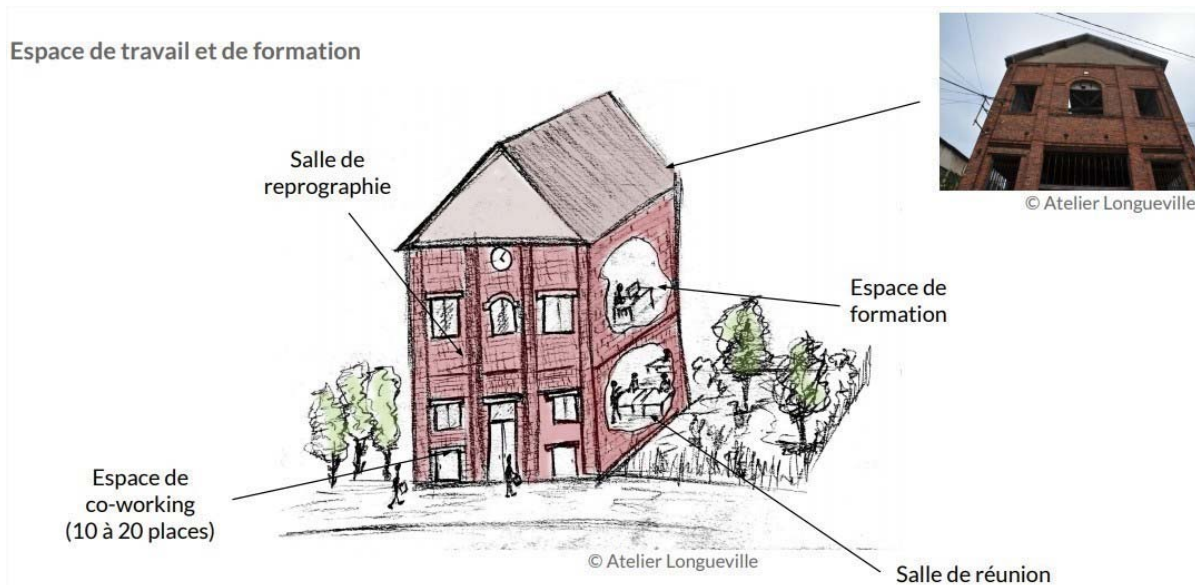 Espace de travail et de formation
© Atelier Longueville
Salle de
reprographie
Espace de
formation
Espace de
co-working
(10 à 20 places)
© Atelier Longueville
Salle de réunion